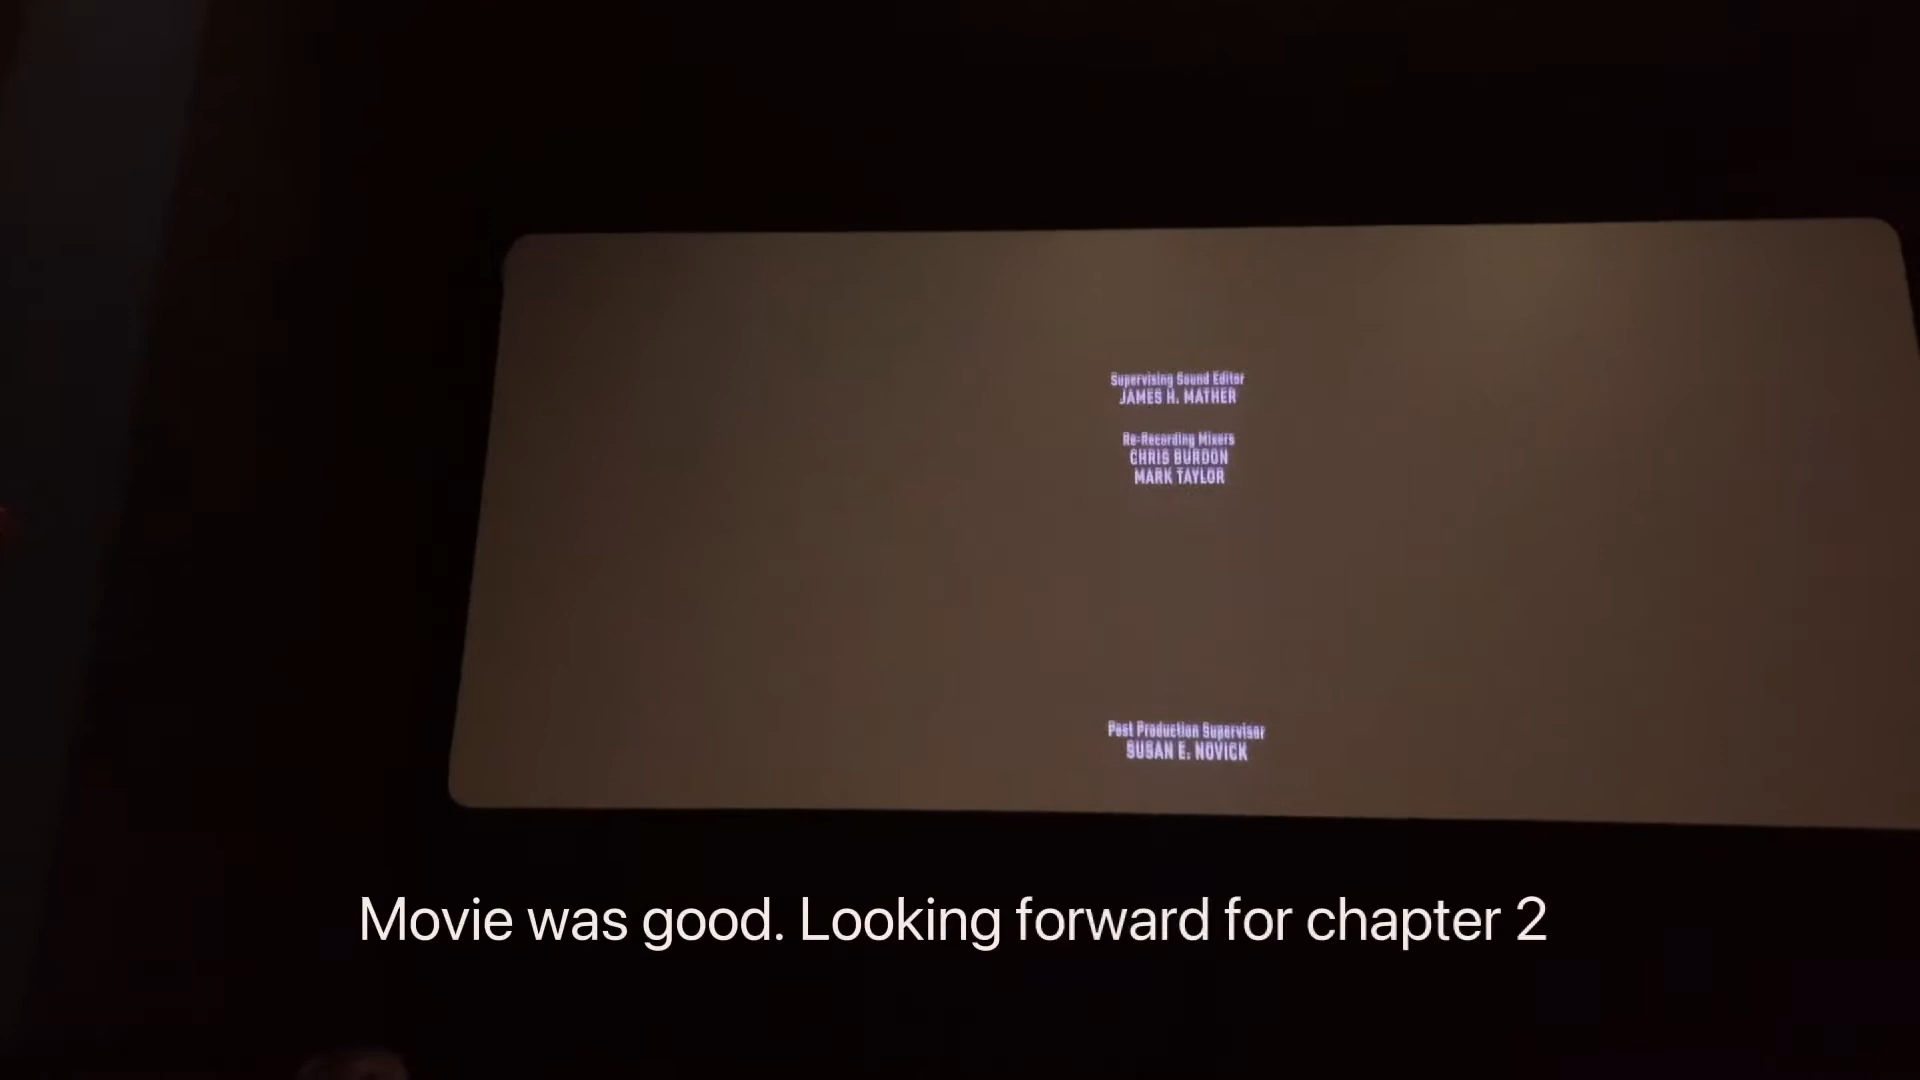 Supervising Sound Editor
JAMES H. MATHER
Re-Recording Mixers
CHRIS BURDON
MARK TAYLOR
Post Production Supervisor
SUSAN E. NOVICK
Movie was good. Looking forward for chapter 2